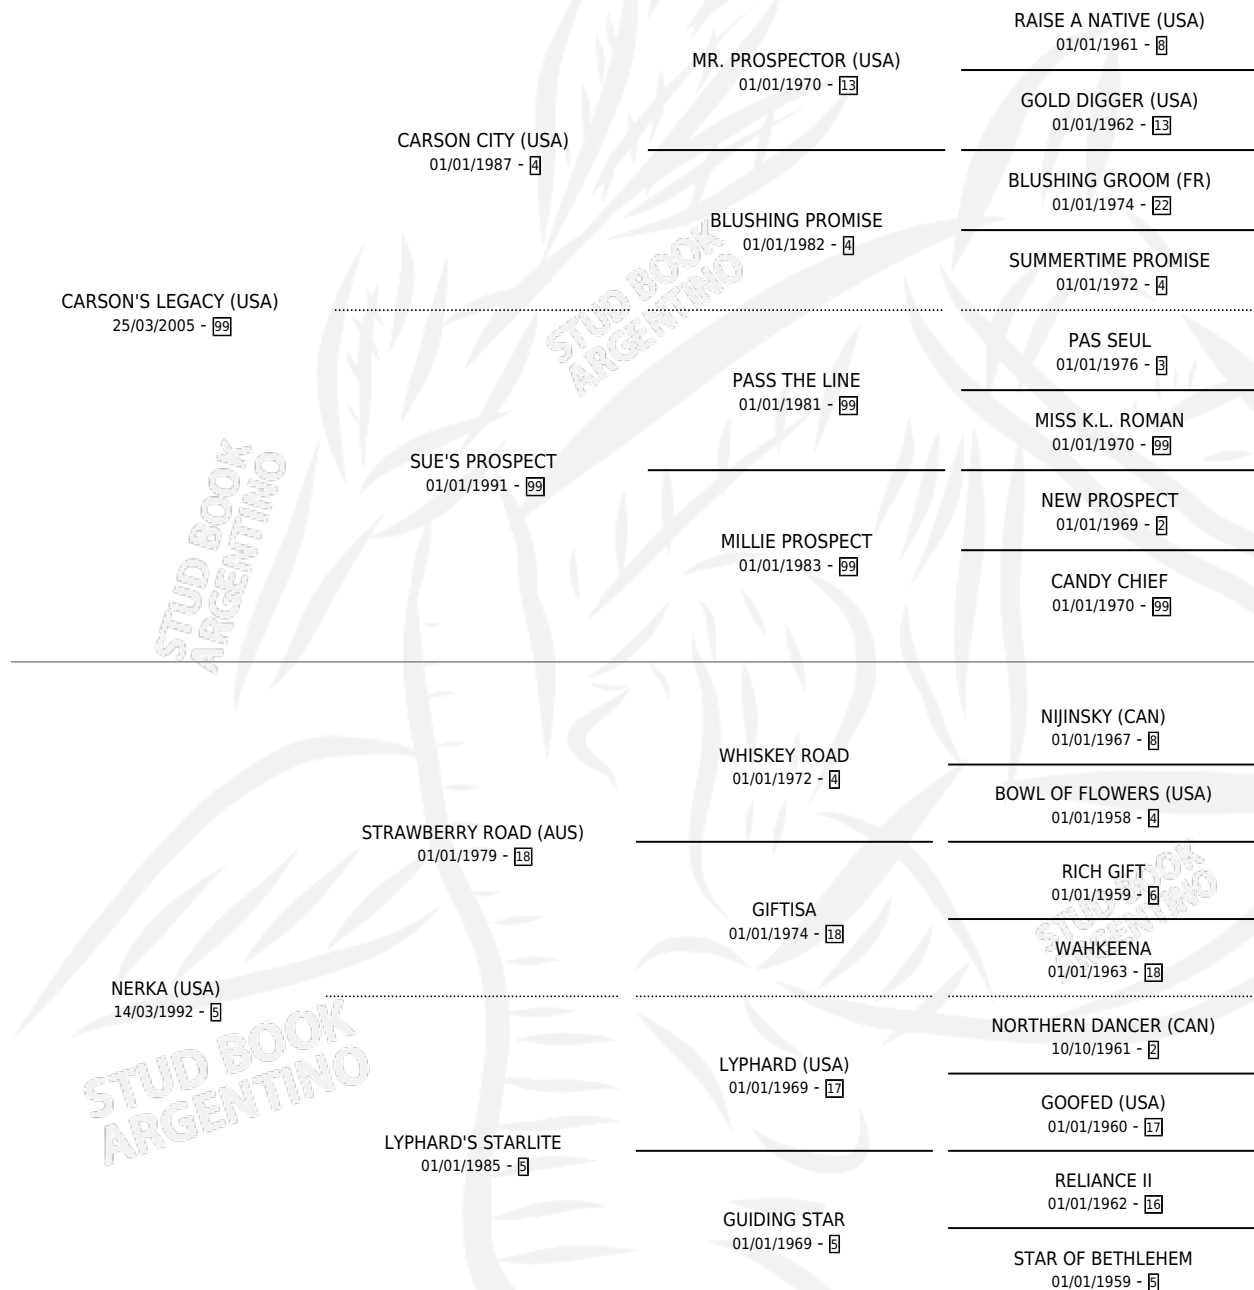 RAISE A NATIVE (USA)
01/01/1961 - 8
MR. PROSPECTOR (USA)
01/01/1970 - 13
GOLD DIGGER (USA)
01/01/1962 - 13
CARSON CITY (USA)
01/01/1987 - 4
BLUSHING GROOM (FR)
01/01/1974 - 22
BLUSHING PROMISE
01/01/1982 - 4
SUMMERTIME PROMISE
01/01/1972 - 4
CARSON'S LEGACY (USA)
25/03/2005 - 99
PAS SEUL
01/01/1976 - 3
PASS THE LINE
01/01/1981 - 99
MISS K.L. ROMAN
01/01/1970 - 99
SUE'S PROSPECT
01/01/1991 - 99
NEW PROSPECT
01/01/1969 - 2
MILLIE PROSPECT
01/01/1983 - 99
CANDY CHIEF
01/01/1970 - 99
NIJINSKY (CAN)
01/01/1967 - 8
WHISKEY ROAD
01/01/1972 - 4
BOWL OF FLOWERS (USA)
01/01/1958 - 4
STRAWBERRY ROAD (AUS)
01/01/1979 - 18
RICH GIFT
01/01/1959 - 6
GIFTISA
01/01/1974 - 18
WAHKEENA
01/01/1963 - 18
NERKA (USA)
14/03/1992 - 5
NORTHERN DANCER (CAN)
10/10/1961 - 2
LYPHARD (USA)
01/01/1969 - 17
GOOFED (USA)
01/01/1960 - 17
LYPHARD'S STARLITE
01/01/1985 - 5
RELIANCE II
01/01/1962 - 16
GUIDING STAR
01/01/1969 - 5
STAR OF BETHLEHEM
01/01/1959 - 5
STUD BOOK
ARGENTINO
STUD BOOK
ARGENTINO
STUD BOOK
ARGENTINO
STUD BOOK
ARGENTINO